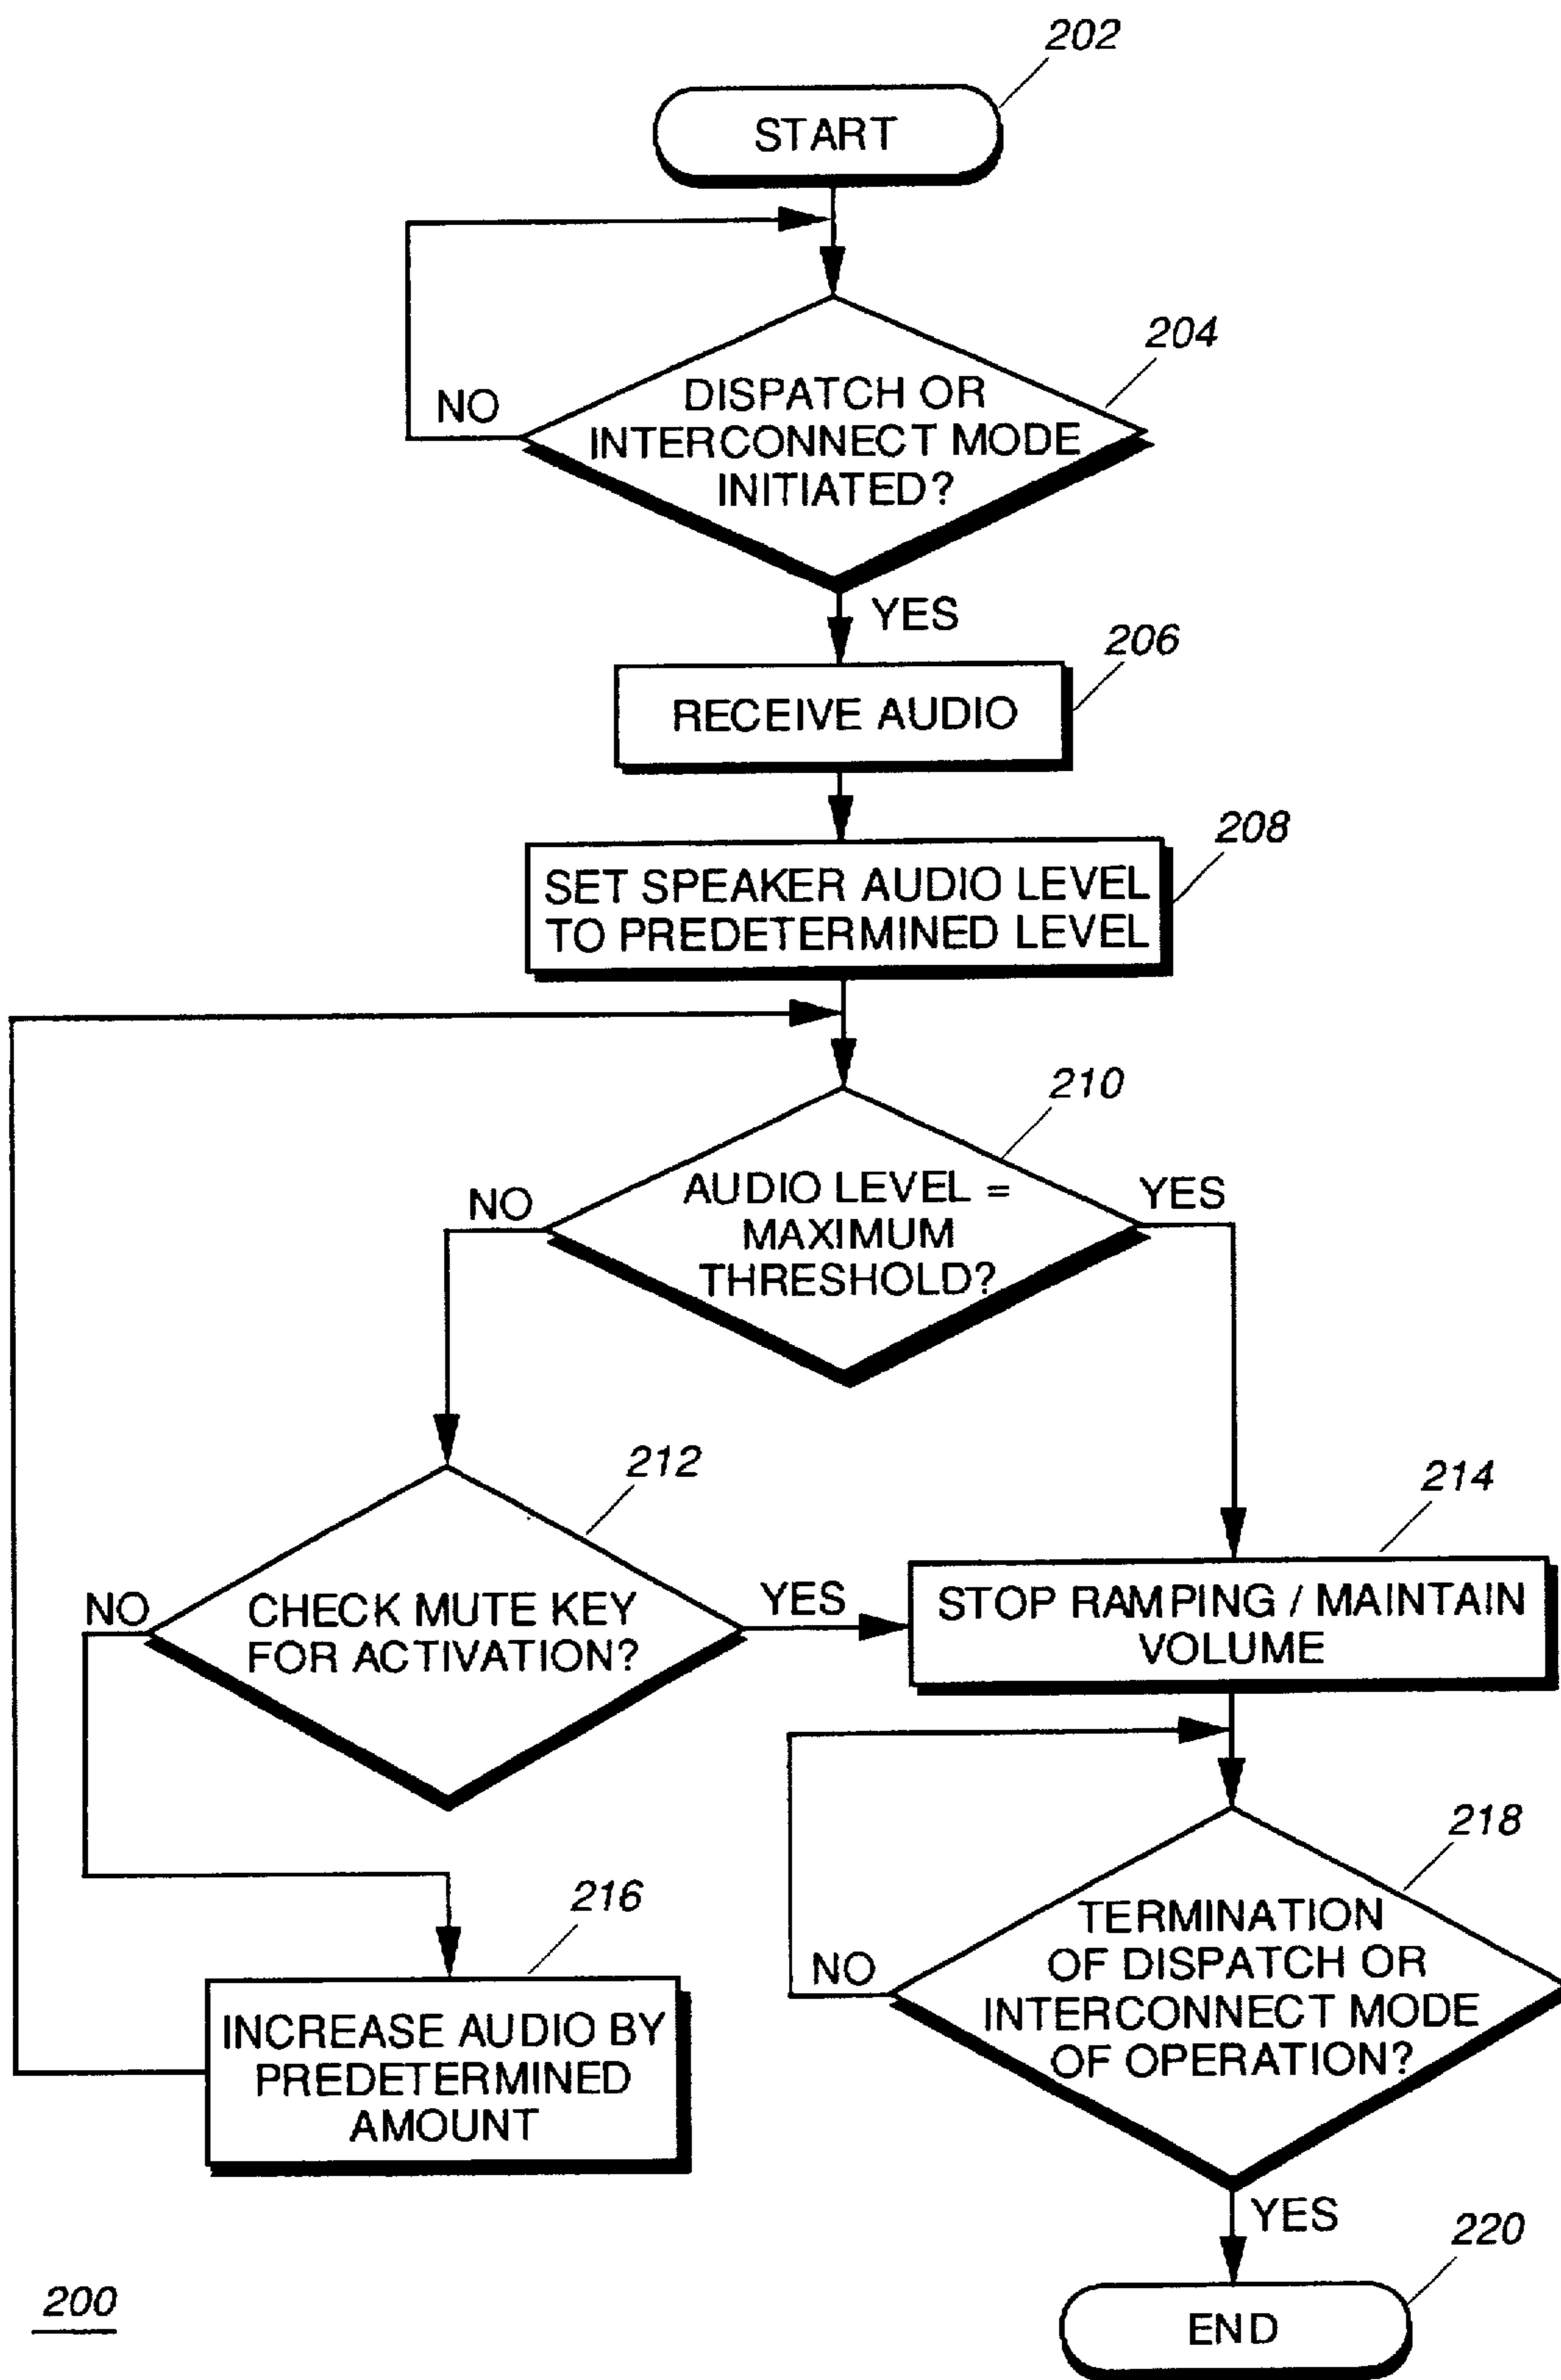 202
START
204
DISPATCH OR
INTERCONNECT MODE
INITIATED?
NO
YES
206
RECEIVE AUDIO
208
SET SPEAKER AUDIO LEVEL
TO PREDETERMINED LEVEL
210
AUDIO LEVEL =
MAXIMUM
THRESHOLD?
NO
YES
212
CHECK MUTE KEY
FOR ACTIVATION?
NO
YES
214
STOP RAMPING / MAINTAIN
VOLUME
216
INCREASE AUDIO BY
PREDETERMINED
AMOUNT
218
TERMINATION
OF DISPATCH OR
INTERCONNECT MODE
OF OPERATION?
NO
YES
220
END
200